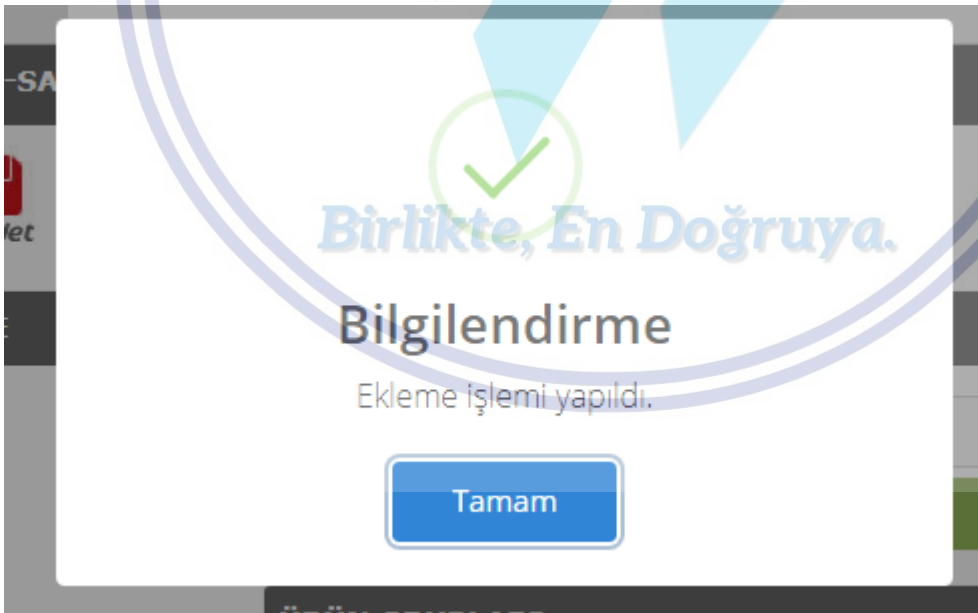 -SA
let
Birlikte, En Doğruya.
Bilgilendirme
Ekleme işlemi yapıldı.
Tamam